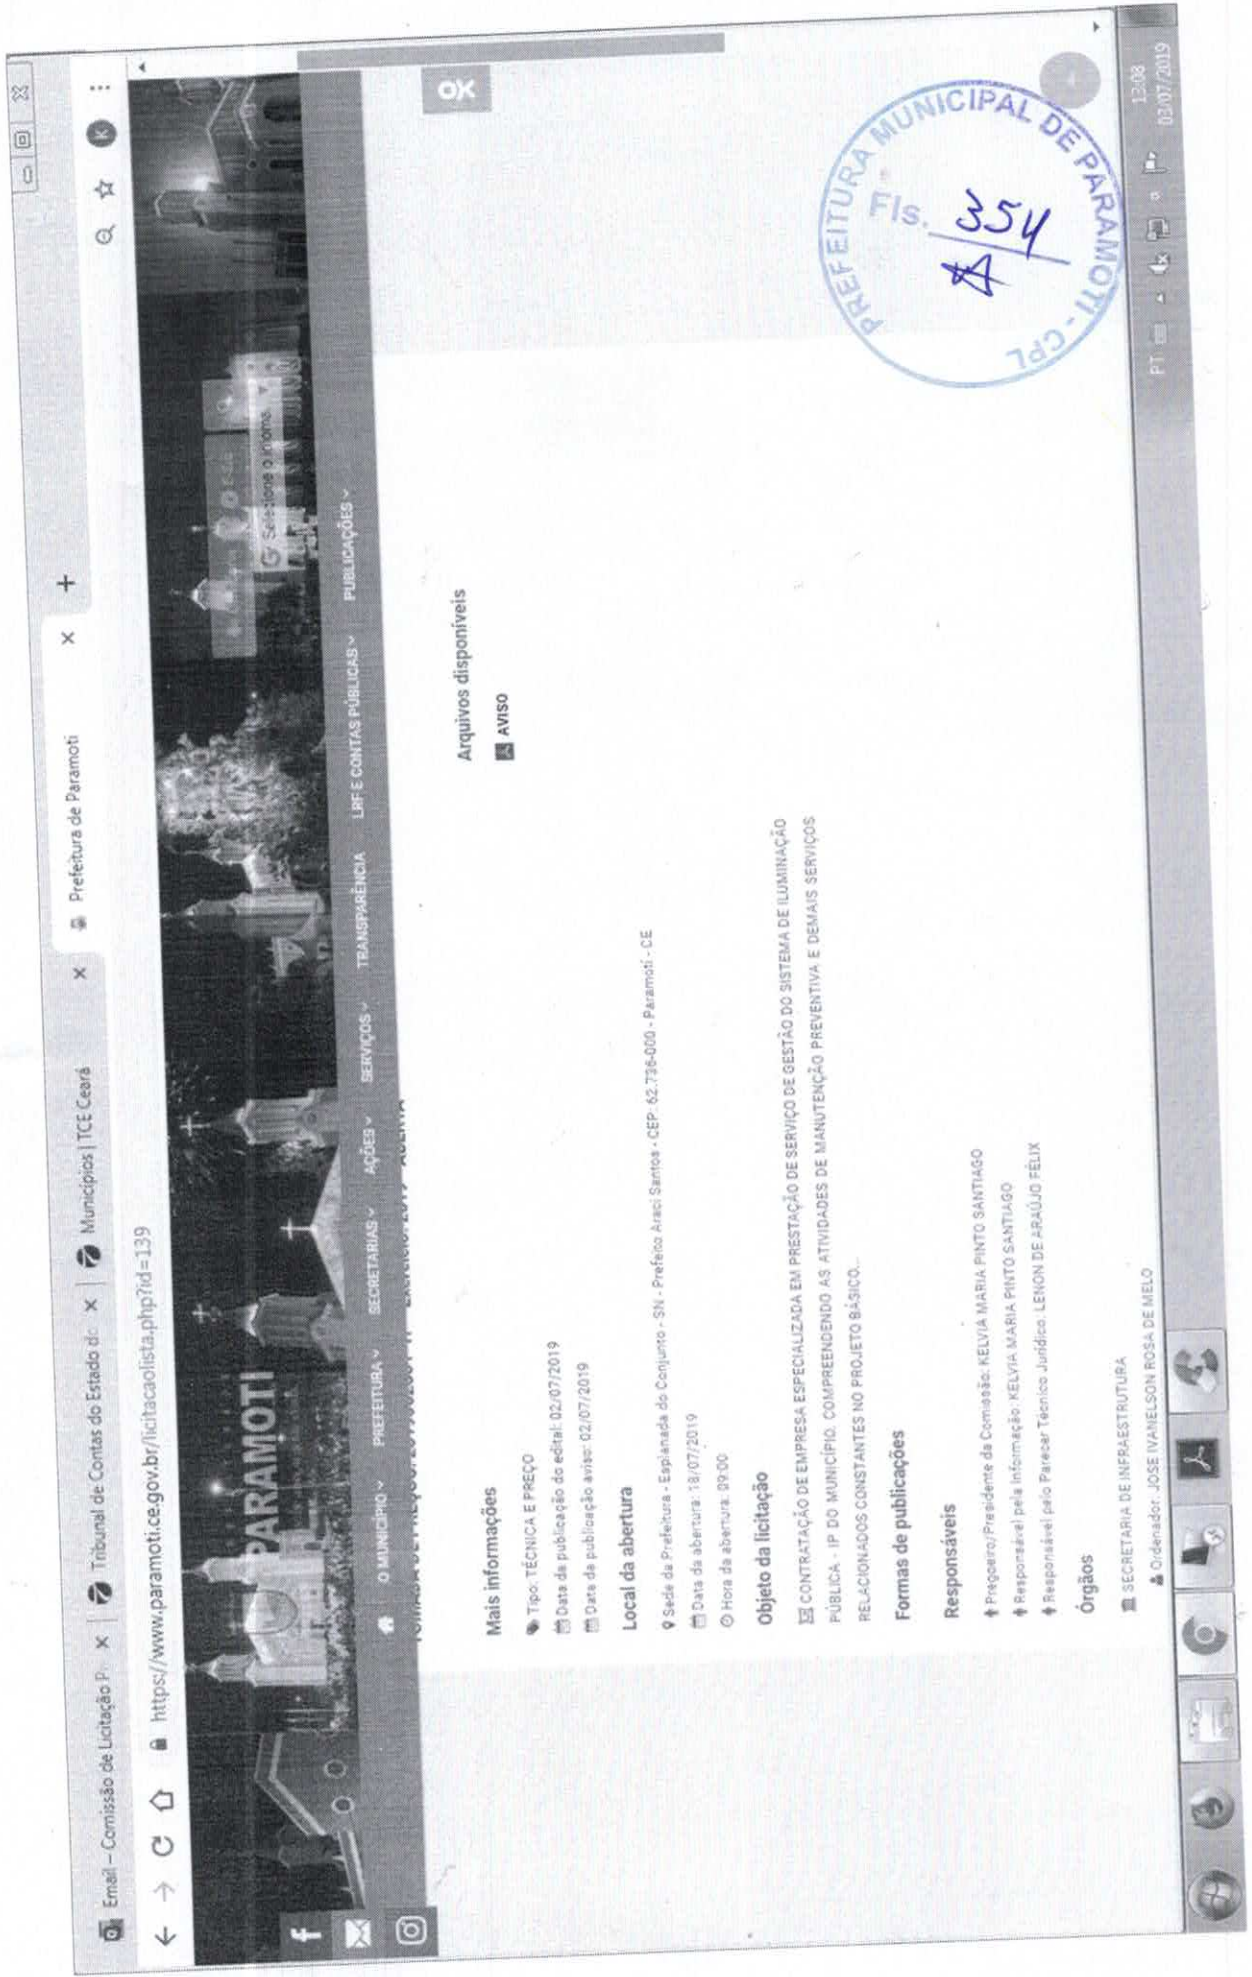 Email – Comissão de Licitação P
Tribunal de Contas do Estado do
Municípios | TCE Ceará
Prefeitura de Paramoti
https://www.paramoti.ce.gov.br/licitacaolista.php?id=139
K
PARAMOTI
G Selecione o idioma
O MUNICÍPIO
PREFEITURA
SECRETARIAS
AÇÕES
SERVIÇOS
TRANSPARÊNCIA
LRF E CONTAS PÚBLICAS
PUBLICAÇÕES
Mais informações
Tipo: TÉCNICA E PREÇO
Data da publicação do edital: 02/07/2019
Data da publicação aviso: 02/07/2019
Local da abertura
Sede da Prefeitura - Esplanada do Conjunto - SN - Prefeito Araci Santos - CEP: 62.736-000 - Paramoti - CE
Data da abertura: 18/07/2019
Hora da abertura: 09:00
Objeto da licitação
CONTRATAÇÃO DE EMPRESA ESPECIALIZADA EM PRESTAÇÃO DE SERVIÇO DE GESTÃO DO SISTEMA DE ILUMINAÇÃO
PÚBLICA - IP DO MUNICÍPIO, COMPREENDENDO AS ATIVIDADES DE MANUTENÇÃO PREVENTIVA E DEMAIS SERVIÇOS
RELACIONADOS CONSTANTES NO PROJETO BÁSICO..
Formas de publicações
Responsáveis
Pregoeiro/Presidente da Comissão: KELVIA MARIA PINTO SANTIAGO
Responsável pela Informação: KELVIA MARIA PINTO SANTIAGO
Responsável pelo Parecer Técnico Jurídico: LENON DE ARAÚJO FÉLIX
Órgãos
SECRETARIA DE INFRAESTRUTURA
Ordenador: JOSE IVANELSON ROSA DE MELO
Arquivos disponíveis
AVISO
PREFEITURA MUNICIPAL DE PARAMOTI - CPL
Fls. 354
PT
13:08
03/07/2019